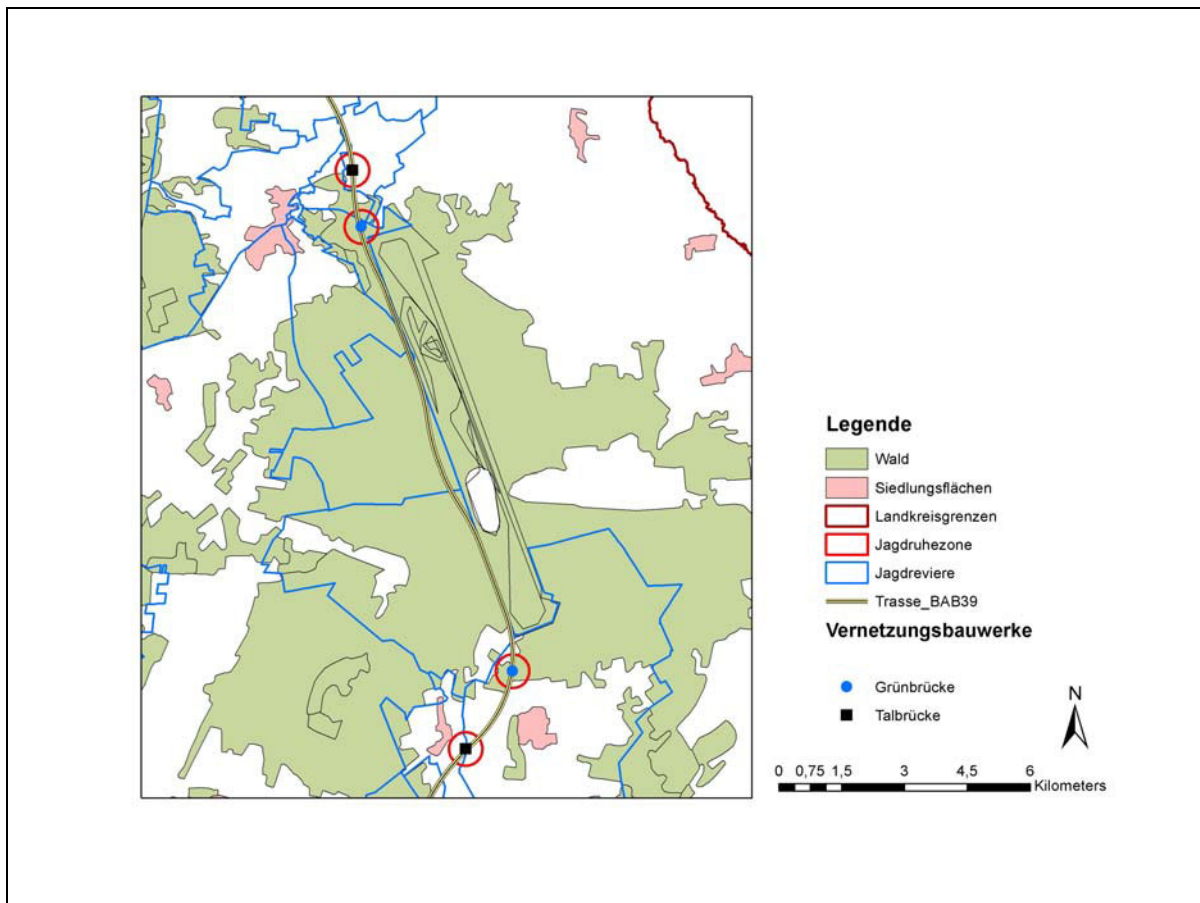 Legende
Wald
Siedlungsflächen
Landkreisgrenzen
Jagdruhezone
Jagdreviere
Trasse_BAB39
Vernetzungsbauwerke
Grünbrücke
Talbrücke
N
0 0,75 1,5 3 4,5 6
Kilometers